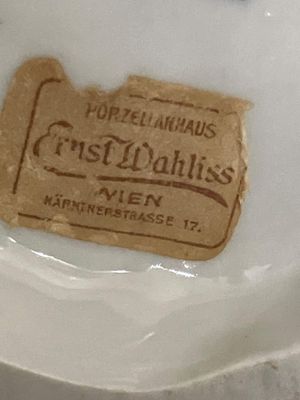 PORZELLANHAUS
Ernst Wahliss
WIEN
KÄRNTNERSTRASSE 17.